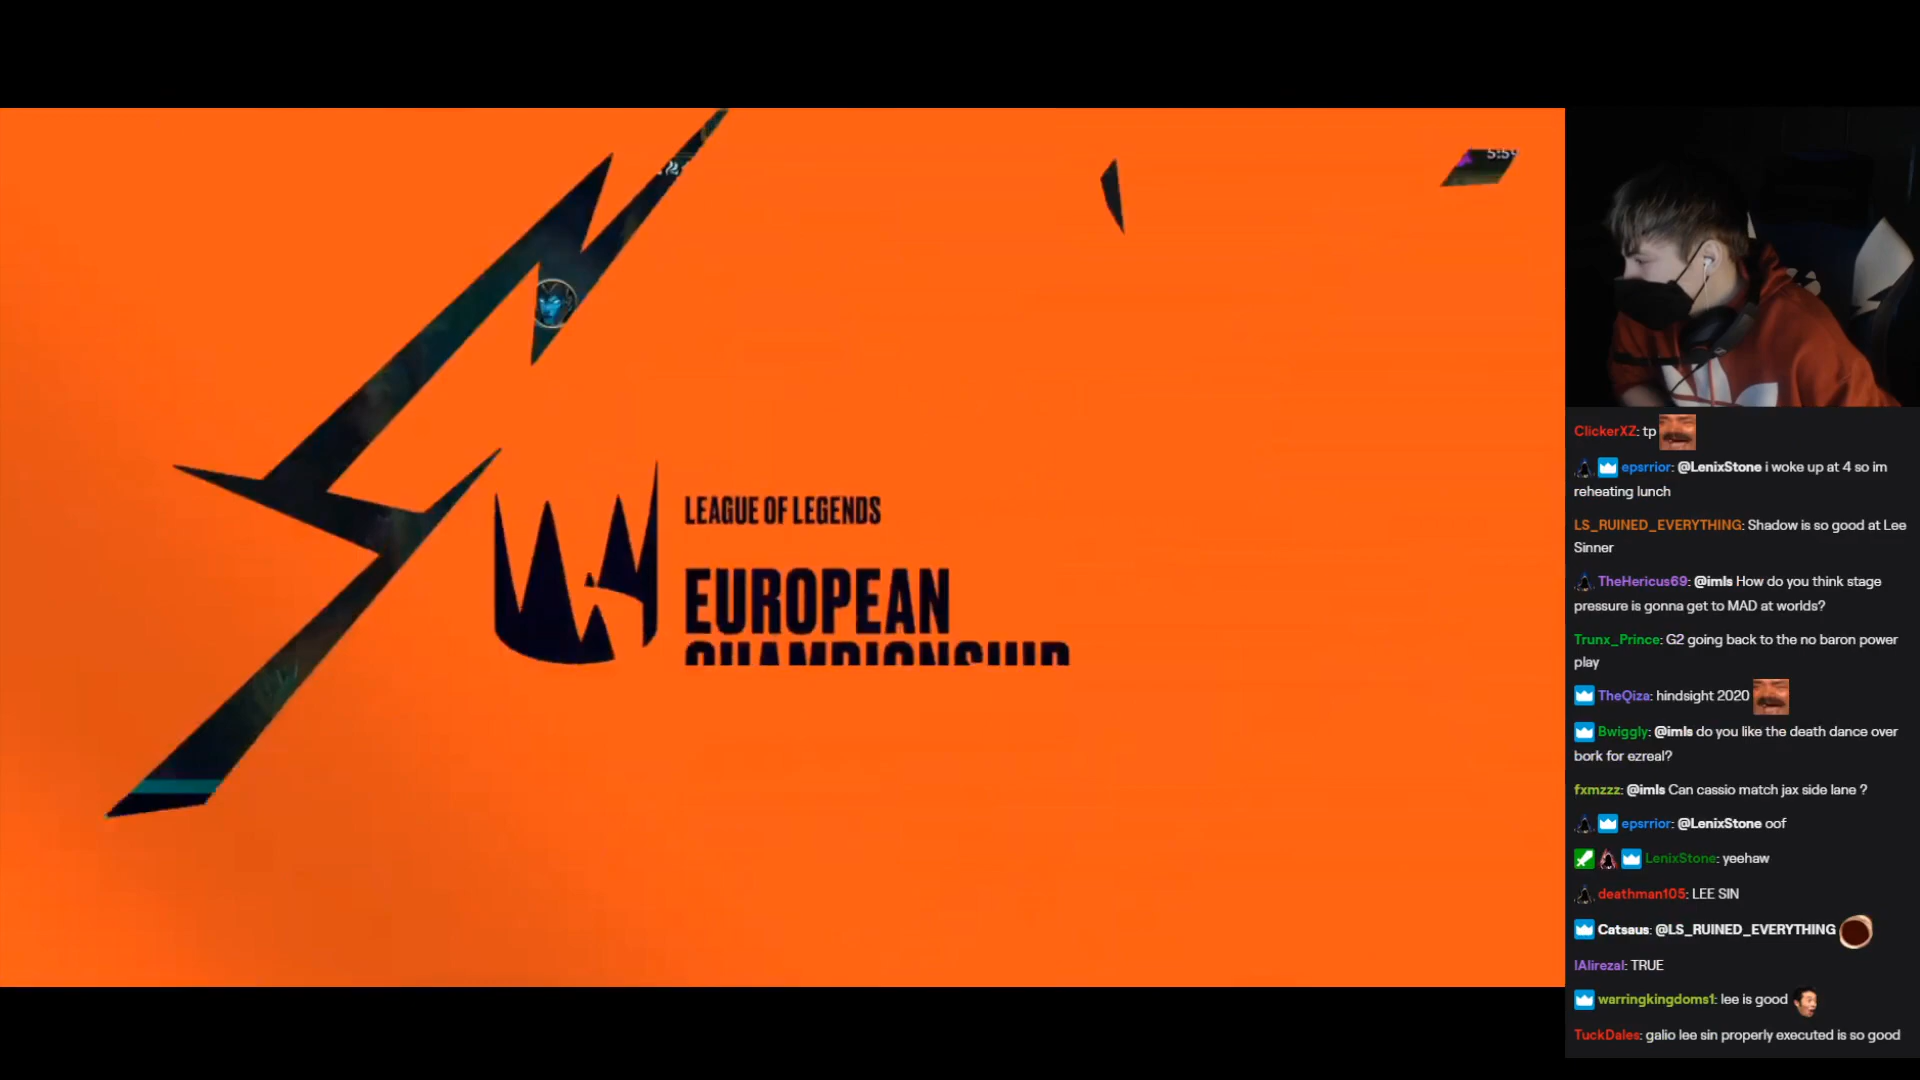 5:5
LEAGUE OF LEGENDS
EUROPEAN
CHAMPIONSHIP
ClickerXZ: tp
epsrrior: @LenixStone i woke up at 4 so im
reheating lunch
LS_RUINED_EVERYTHING: Shadow is so good at Lee
Sinner
TheHericus69: @imls How do you think stage
pressure is gonna get to MAD at worlds?
Trunx_Prince: G2 going back to the no baron power
play
TheQiza: hindsight 2020
Bwiggly: @imls do you like the death dance over
bork for ezreal?
fxmzzz: @imls Can cassio match jax side lane ?
epsrrior: @LenixStone oof
LenixStone: yeehaw
deathman105: LEE SIN
Catsaus: @LS_RUINED_EVERYTHING
lAlirezal: TRUE
warringkingdoms1: lee is good
TuckDales: galio lee sin properly executed is so good